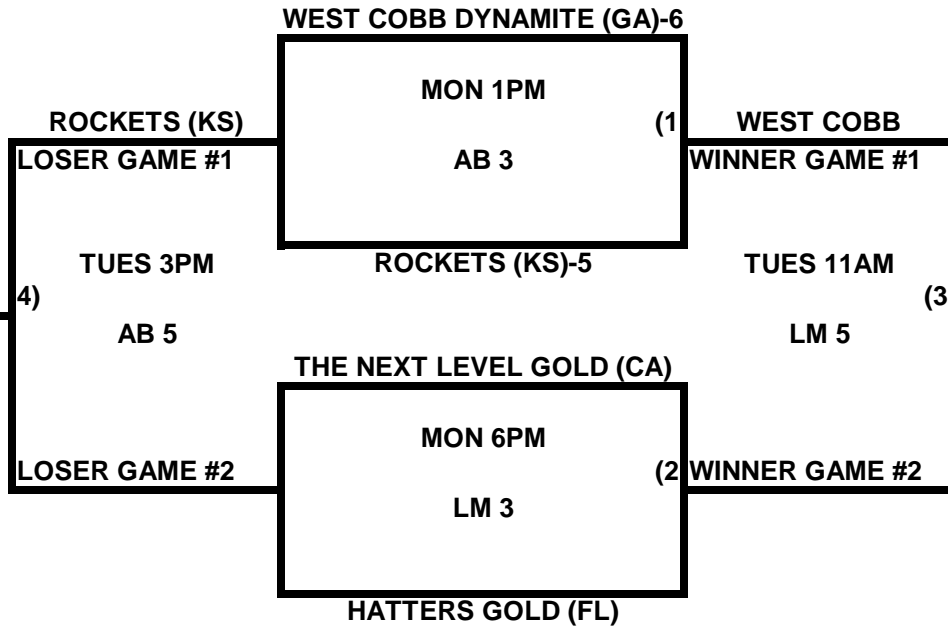 WEST COBB DYNAMITE (GA)-6
MON 1PM
ROCKETS (KS) (1 WEST COBB
LOSER GAME #1 AB 3 WINNER GAME #1
TUES 3PM ROCKETS (KS)-5 TUES 11AM
4) (3
AB 5 LM 5
THE NEXT LEVEL GOLD (CA)
MON 6PM
LOSER GAME #2 (2 WINNER GAME #2
LM 3
HATTERS GOLD (FL)